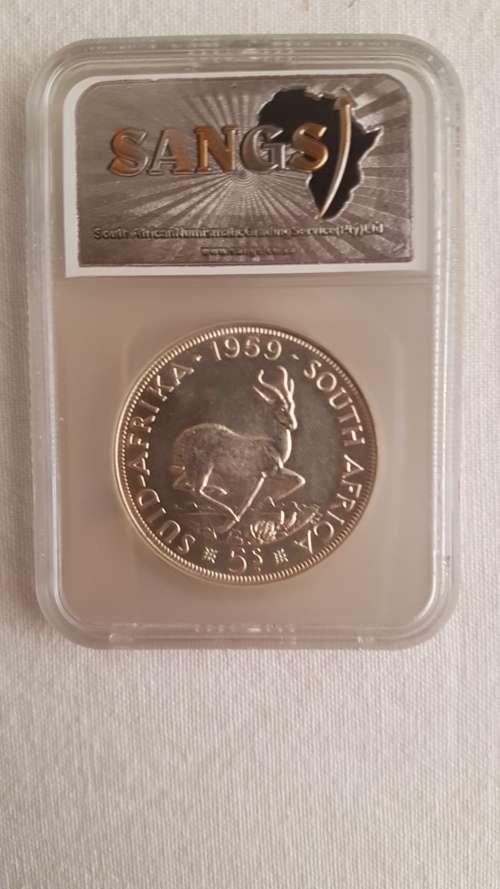 SANGS
South African Numismatic Grading Service (Pty) Ltd
SUID-AFRIKA · 1959 · SOUTH AFRICA
5S